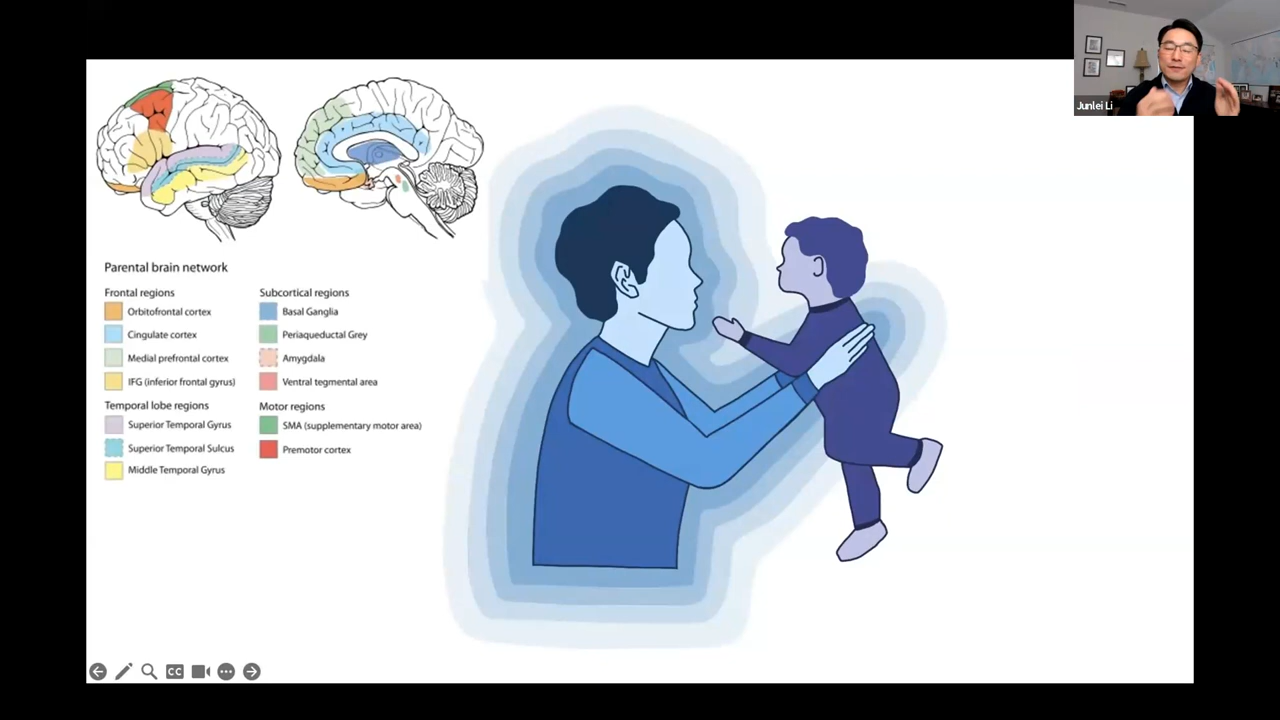 Junlei Li
Parental brain network
Frontal regions
Orbitofrontal cortex
Cingulate cortex
Medial prefrontal cortex
IFG (inferior frontal gyrus)
Temporal lobe regions
Superior Temporal Gyrus
Superior Temporal Sulcus
Middle Temporal Gyrus
Subcortical regions
Basal Ganglia
Periaqueductal Grey
Amygdala
Ventral tegmental area
Motor regions
SMA (supplementary motor area)
Premotor cortex
CC